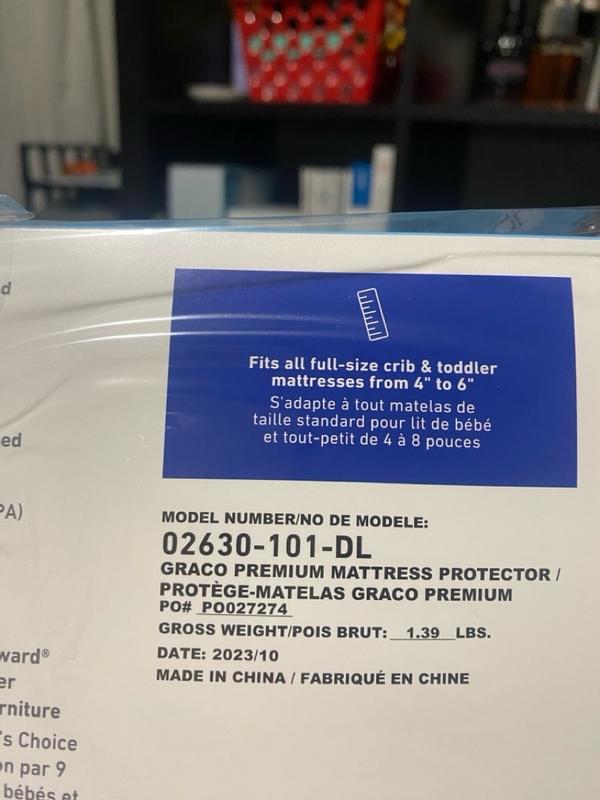 d
ed
PA)
ward®
er
rniture
's Choice
on par 9
bébés et
Fits all full-size crib & toddler
mattresses from 4" to 6"
S'adapte à tout matelas de
taille standard pour lit de bébé
et tout-petit de 4 à 8 pouces
MODEL NUMBER/NO DE MODELE:
02630-101-DL
GRACO PREMIUM MATTRESS PROTECTOR /
PROTÈGE-MATELAS GRACO PREMIUM
PO# PO027274
GROSS WEIGHT/POIS BRUT: 1.39 LBS.
DATE: 2023/10
MADE IN CHINA / FABRIQUÉ EN CHINE